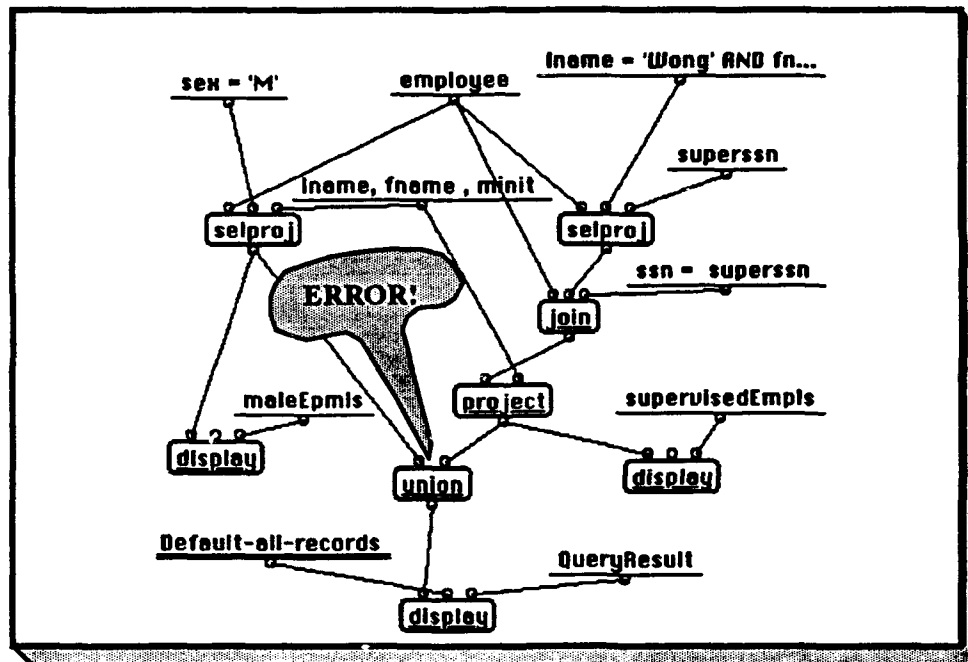 lname = 'Wong' AND fn...
sex = 'M'
employee
superssn
lname, fname , minit
selproj
selproj
ssn = superssn
ERROR!
join
project
maleEpmls
supervisedEmpls
display
display
union
Default-all-records
QueryResult
display